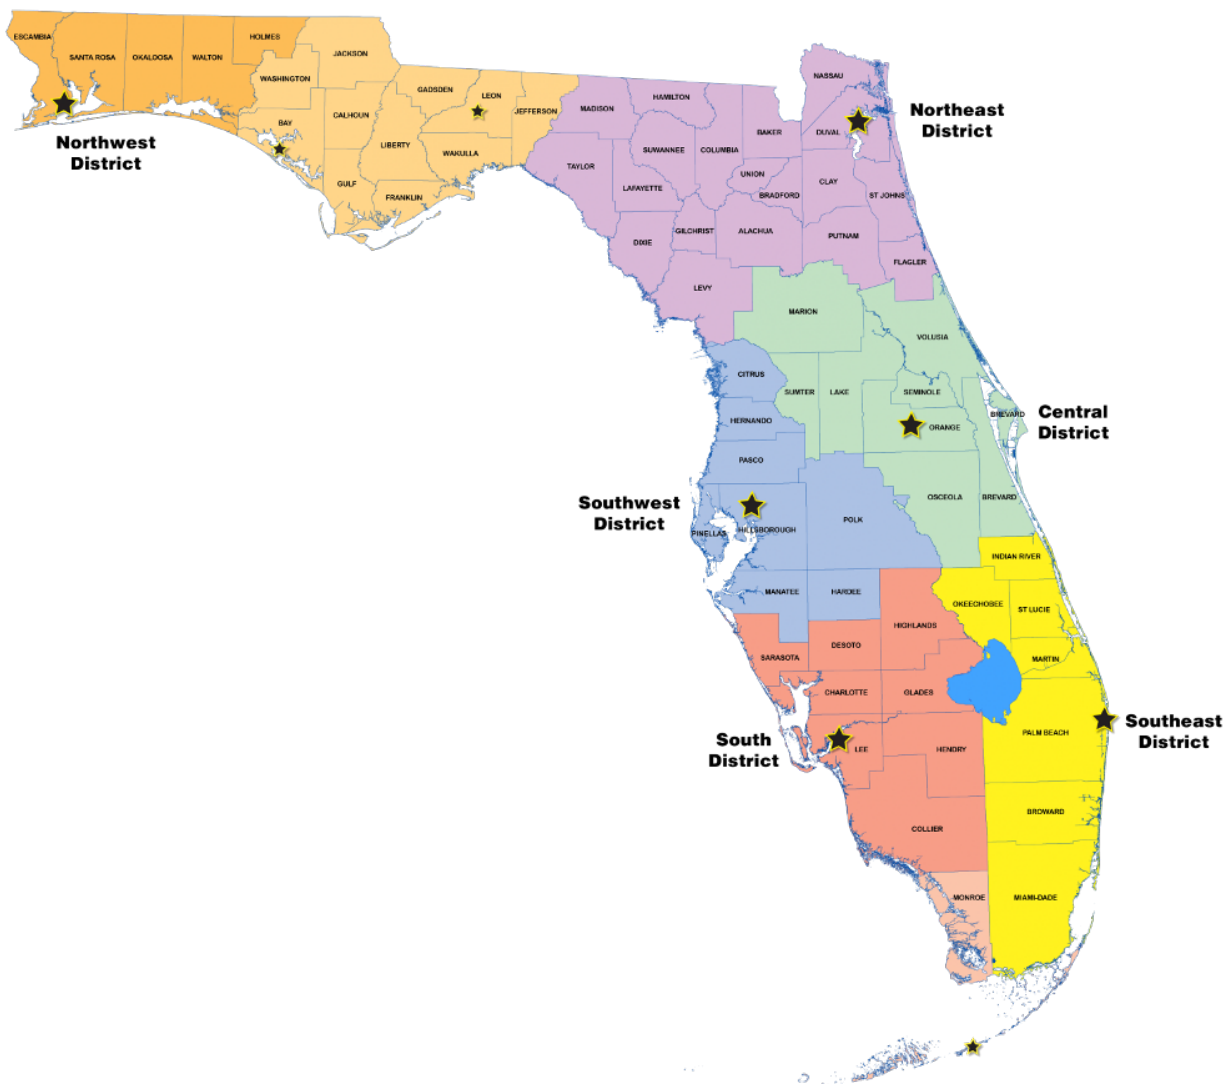 ESCAMBIA
SANTA ROSA
OKALOOSA
WALTON
HOLMES
JACKSON
WASHINGTON
BAY
CALHOUN
GULF
GADSDEN
LIBERTY
FRANKLIN
LEON
WAKULLA
JEFFERSON
Northwest
District
MADISON
HAMILTON
TAYLOR
SUWANNEE
LAFAYETTE
COLUMBIA
BAKER
NASSAU
DUVAL
UNION
BRADFORD
CLAY
ST JOHNS
DIXIE
GILCHRIST
ALACHUA
PUTNAM
FLAGLER
LEVY
Northeast
District
MARION
VOLUSIA
SUMTER
LAKE
SEMINOLE
ORANGE
BREVARD
OSCEOLA
BREVARD
Central
District
CITRUS
HERNANDO
PASCO
PINELLAS
HILLSBOROUGH
POLK
MANATEE
HARDEE
Southwest
District
SARASOTA
DESOTO
HIGHLANDS
CHARLOTTE
GLADES
LEE
HENDRY
COLLIER
MONROE
South
District
INDIAN RIVER
OKEECHOBEE
ST LUCIE
MARTIN
PALM BEACH
BROWARD
MIAMI-DADE
Southeast
District